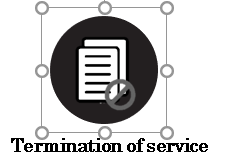 Termination of service